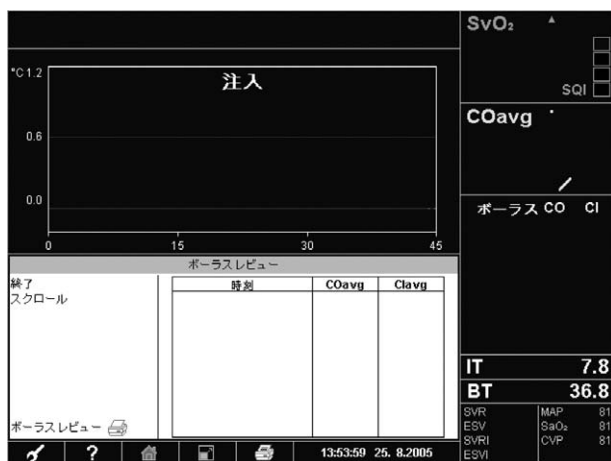 SvO₂
°C 1.2
注入
0.6
0.0
0 15 30 45
SQI
COavg
ボーラス CO CI
ボーラスレビュー
終了
スクロール
時刻 COavg CIavg
ボーラスレビュー
IT 7.8
BT 36.8
SVR MAP 81
ESV SaO₂ 81
SVRI CVP 81
ESVI
? 13:53:59 25. 8.2005